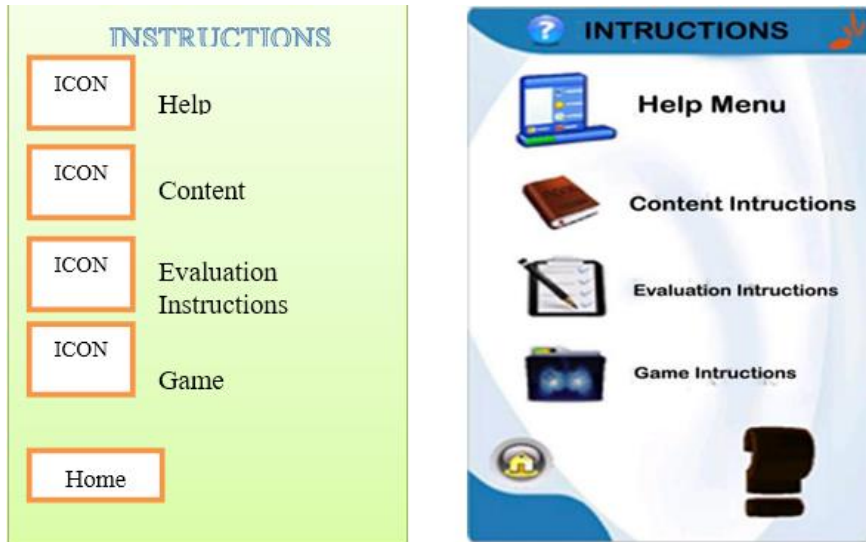 INSTRUCTIONS
ICON
Help
ICON
Content
ICON
Evaluation
Instructions
ICON
Game
Home
INTRUCTIONS
Help Menu
Content Intructions
Evaluation Intructions
Game Intructions